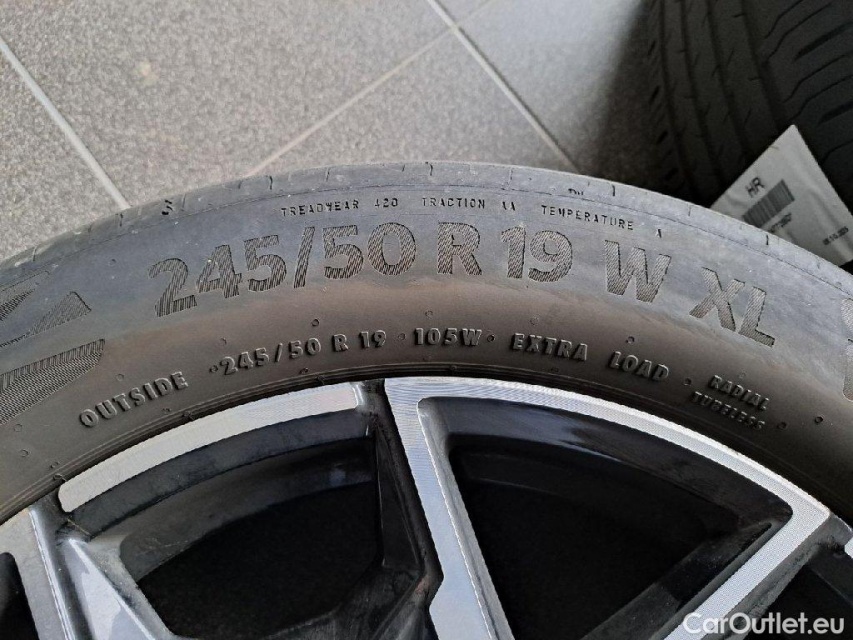 TREADWEAR 420 TRACTION AA TEMPERATURE A
245/50 R 19 W XL
OUTSIDE 245/50 R 19 105W EXTRA LOAD RADIAL
TUBELESS
HR
CarOutlet.eu